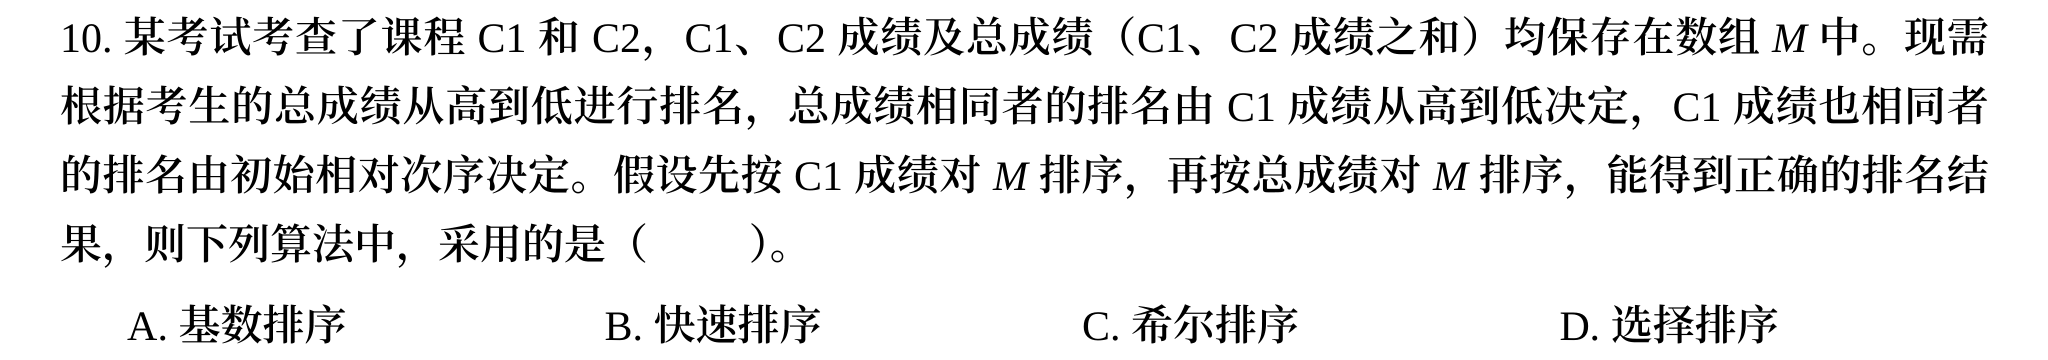 10. 某考试考查了课程 C1 和 C2，C1、C2 成绩及总成绩（C1、C2 成绩之和）均保存在数组 M 中。现需
根据考生的总成绩从高到低进行排名，总成绩相同者的排名由 C1 成绩从高到低决定，C1 成绩也相同者
的排名由初始相对次序决定。假设先按 C1 成绩对 M 排序，再按总成绩对 M 排序，能得到正确的排名结
果，则下列算法中，采用的是（　　）。
A. 基数排序 B. 快速排序 C. 希尔排序 D. 选择排序